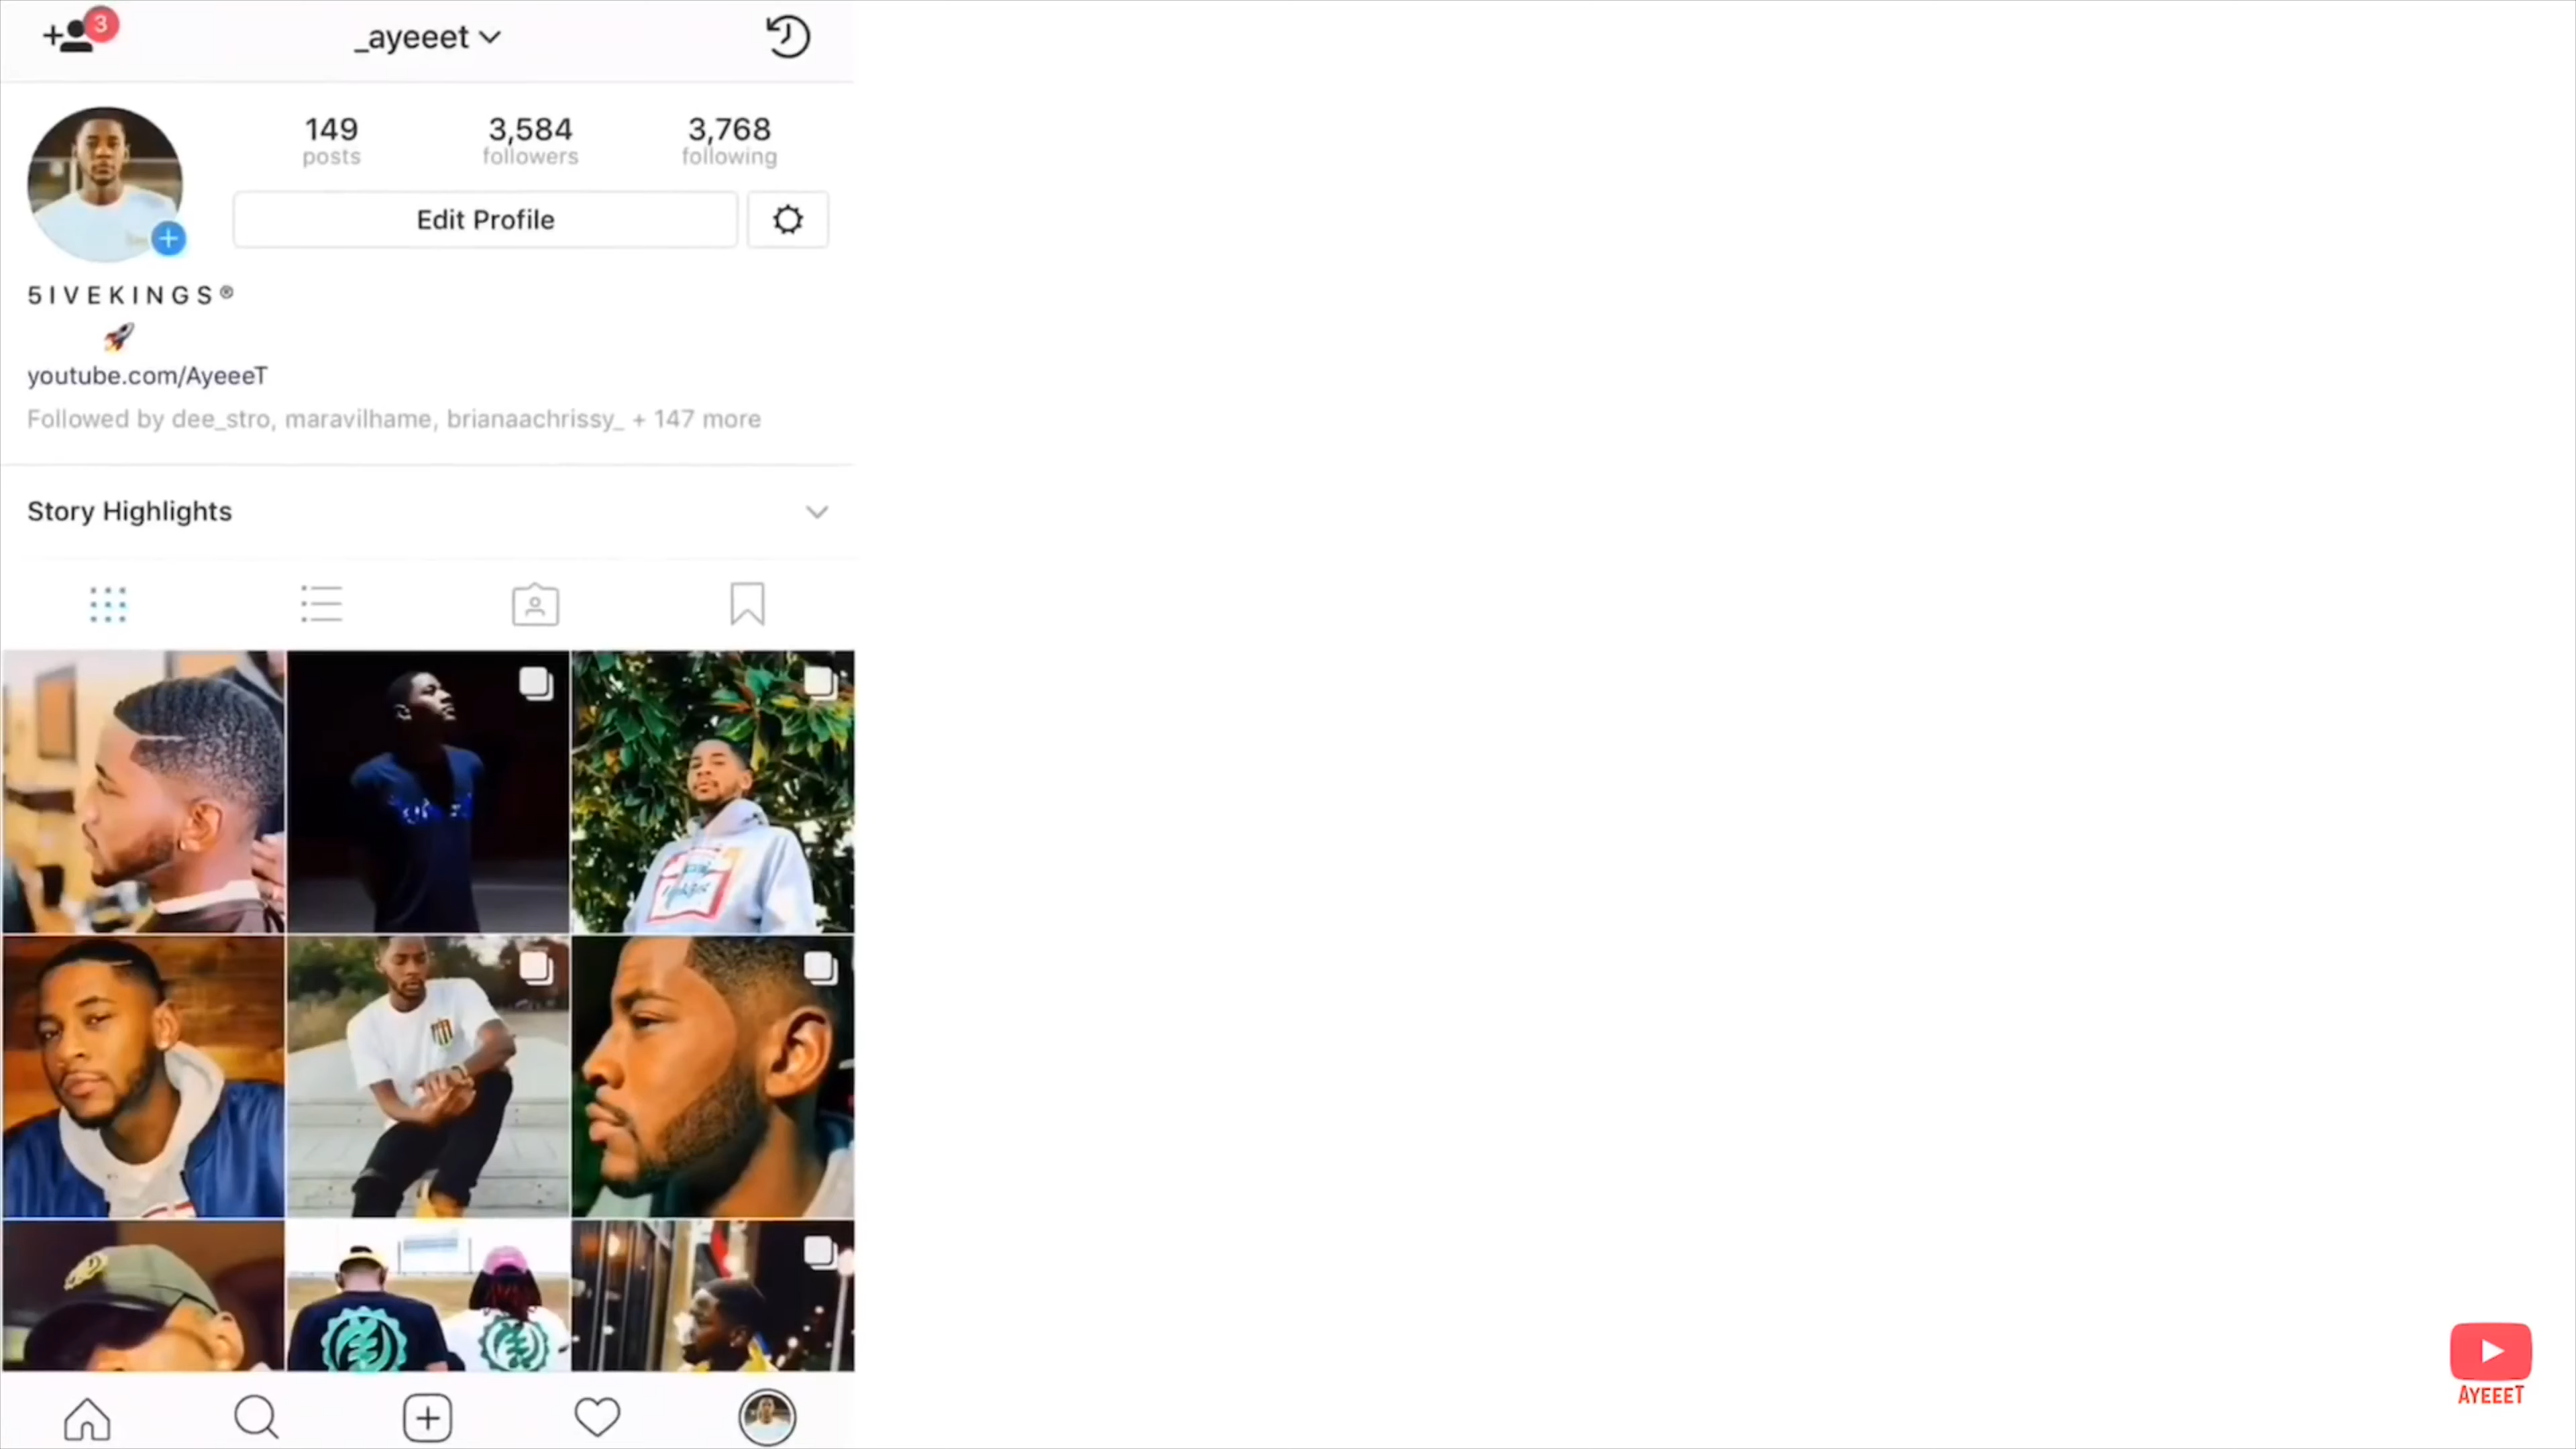 3
_ayeeet
149
3,584
3,768
posts
followers
following
Edit Profile
5IVEKINGS®
youtube.com/AyeeeT
Followed by dee_stro, maravilhame, brianaachrissy_ + 147 more
Story Highlights
AYEEET